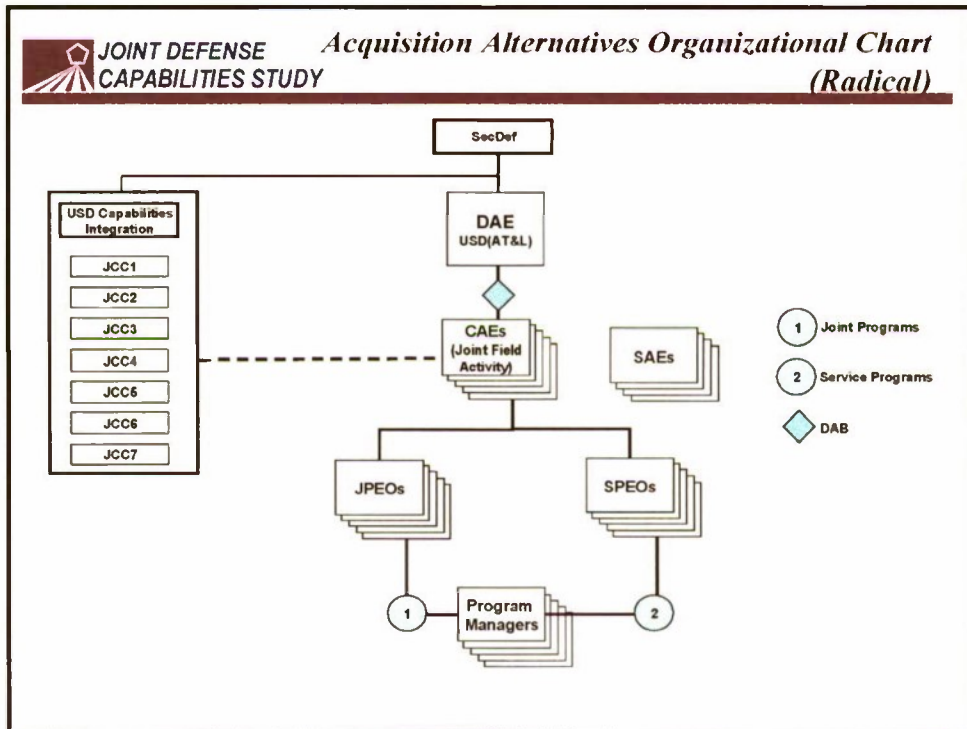 JOINT DEFENSE
CAPABILITIES STUDY
Acquisition Alternatives Organizational Chart
(Radical)
SecDef
USD Capabilities
Integration
JCC1
JCC2
JCC3
JCC4
JCC5
JCC6
JCC7
DAE
USD(AT&L)
CAEs
(Joint Field
Activity)
SAEs
JPEOs
SPEOs
1
Program
Managers
2
1 Joint Programs
2 Service Programs
DAB